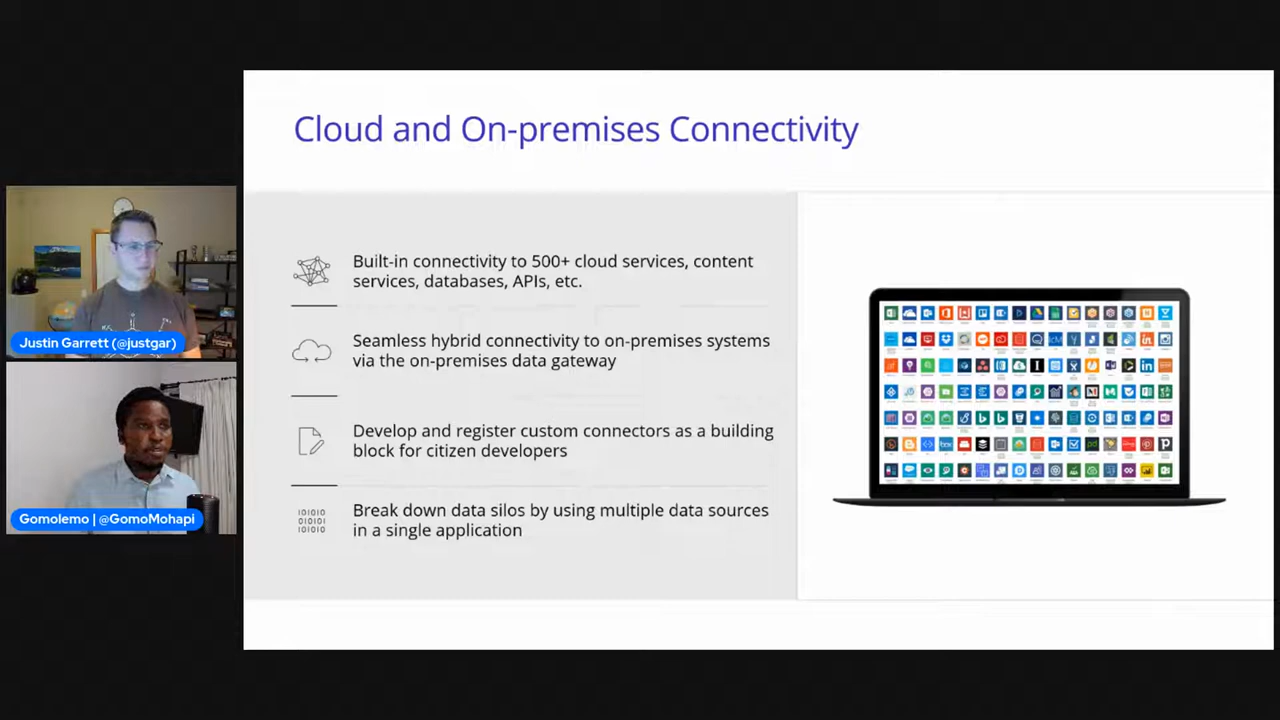 Cloud and On-premises Connectivity
Built-in connectivity to 500+ cloud services, content
services, databases, APIs, etc.
Seamless hybrid connectivity to on-premises systems
via the on-premises data gateway
Develop and register custom connectors as a building
block for citizen developers
Break down data silos by using multiple data sources
in a single application
Justin Garrett (@justgar)
Gomolemo | @GomoMohapi
010101
010101
101010